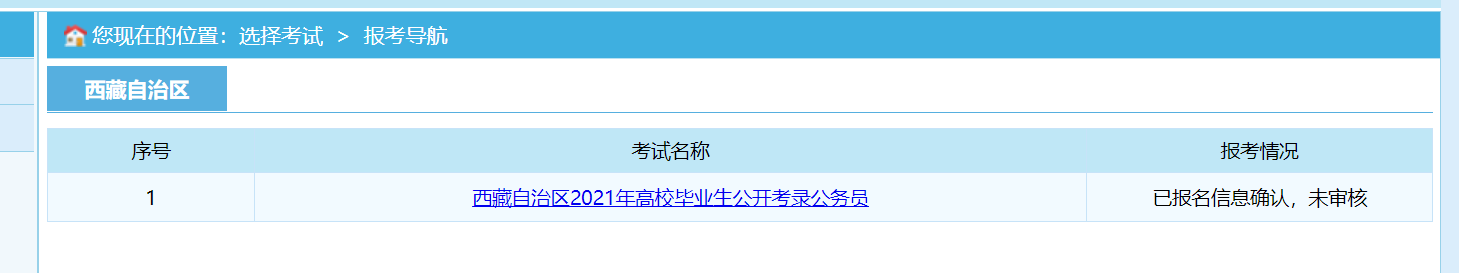 您现在的位置：选择考试 > 报考导航
西藏自治区
序号 考试名称 报考情况
1 西藏自治区2021年高校毕业生公开考录公务员 已报名信息确认，未审核